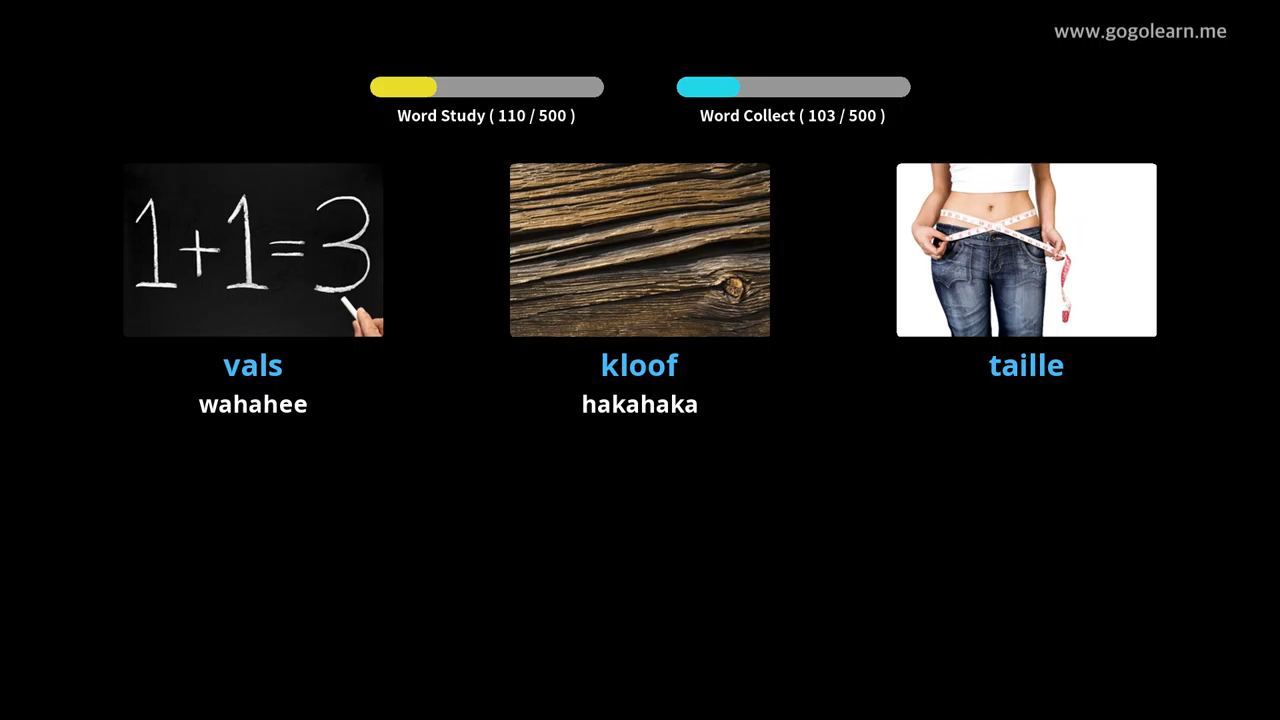 www.gogolearn.me
Word Study ( 110 / 500 )
Word Collect ( 103 / 500 )
1+1=3
vals
kloof
taille
wahahee
hakahaka